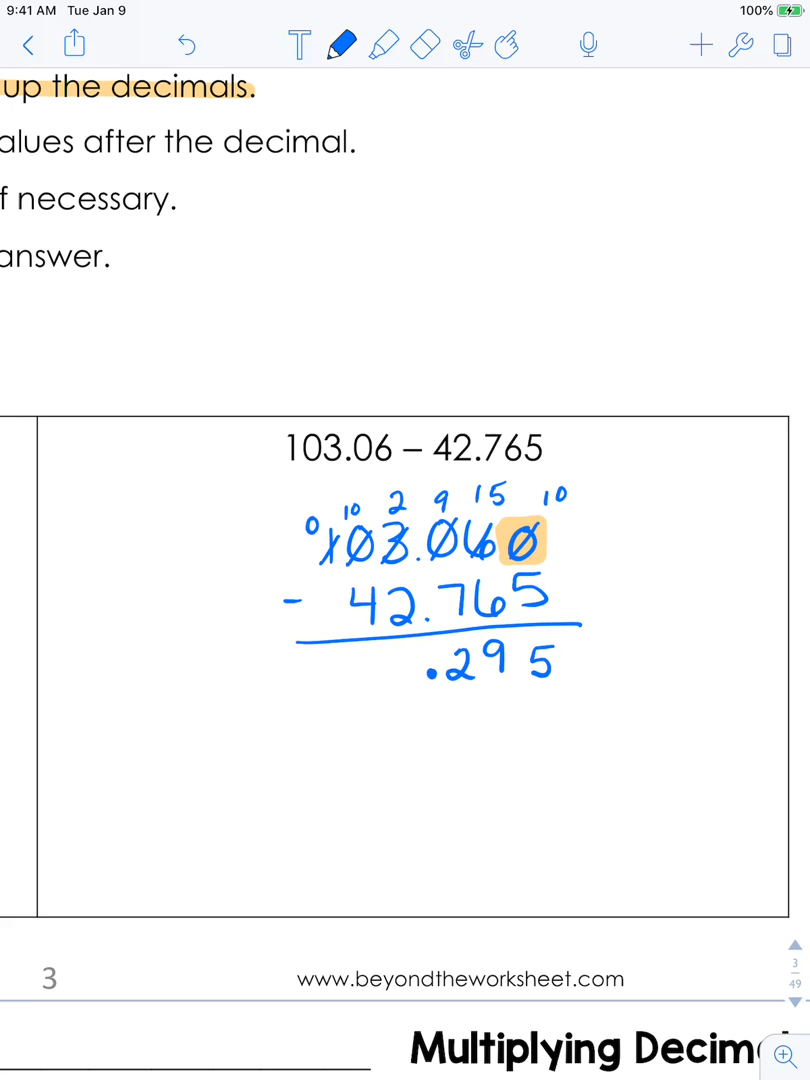 9:41 AM Tue Jan 9
100%
T
up the decimals.
alues after the decimal.
f necessary.
answer.
103.06 – 42.765
0 10 2 9 15 10
103.060
- 42.765
.295
3
www.beyondtheworksheet.com
3
49
Multiplying Decim